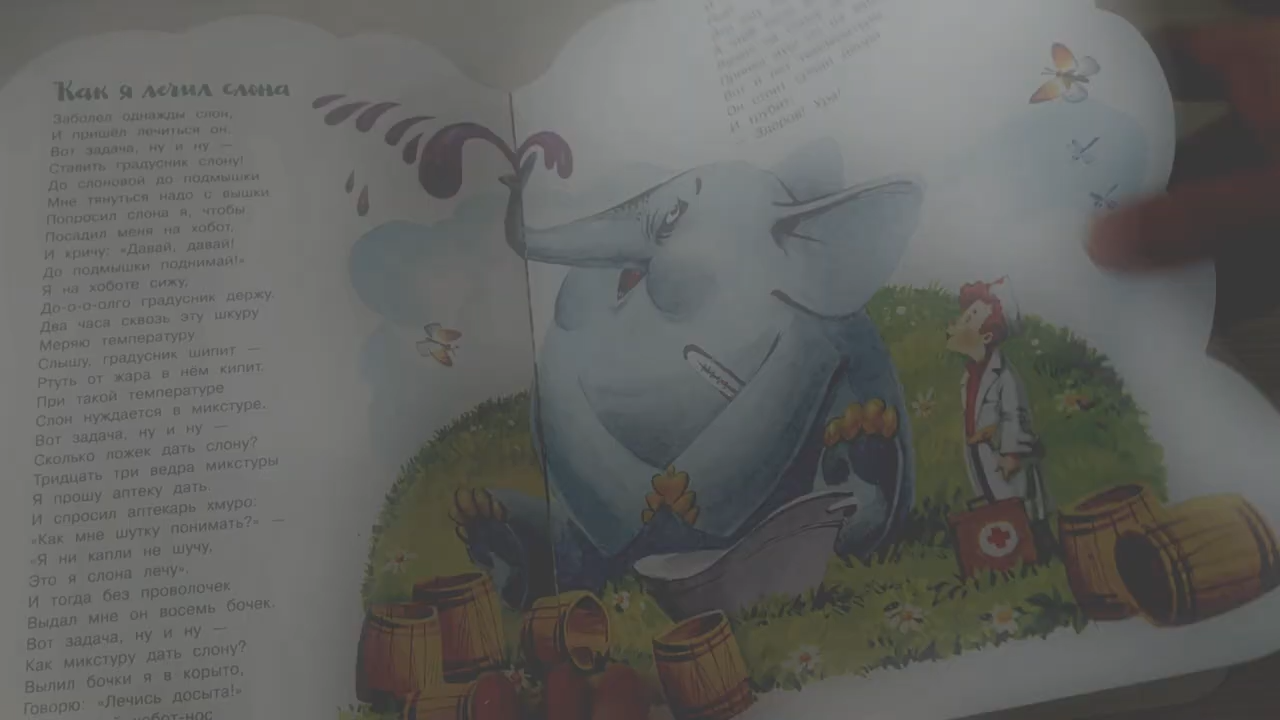 Как я лечил слона
Заболел однажды слон,
И пришёл лечиться он.
Вот задача, ну и ну —
Ставить градусник слону!
До слоновой до подмышки
Мне тянуться надо с вышки.
Попросил слона я, чтобы
Посадил меня на хобот,
И кричу: «Давай, давай!
До подмышки поднимай!»
Я на хоботе сижу,
До-о-о-олго градусник держу.
Два часа сквозь эту шкуру
Меряю температуру
Слышу, градусник шипит —
Ртуть от жара в нём кипит.
При такой температуре
Слон нуждается в микстуре.
Вот задача, ну и ну —
Сколько ложек дать слону?
Тридцать три ведра микстуры
Я прошу аптеку дать.
И спросил аптекарь хмуро:
«Как мне шутку понимать?» —
«Я ни капли не шучу,
Это я слона лечу».
И тогда без проволочек
Выдал мне он восемь бочек.
Вот задача, ну и ну —
Как микстуру дать слону?
Вылил бочки я в корыто,
Говорю: «Лечись досыта!»
хобот-нос
Вот и
Он стоит
И трубит:
— Здоров! Ура!